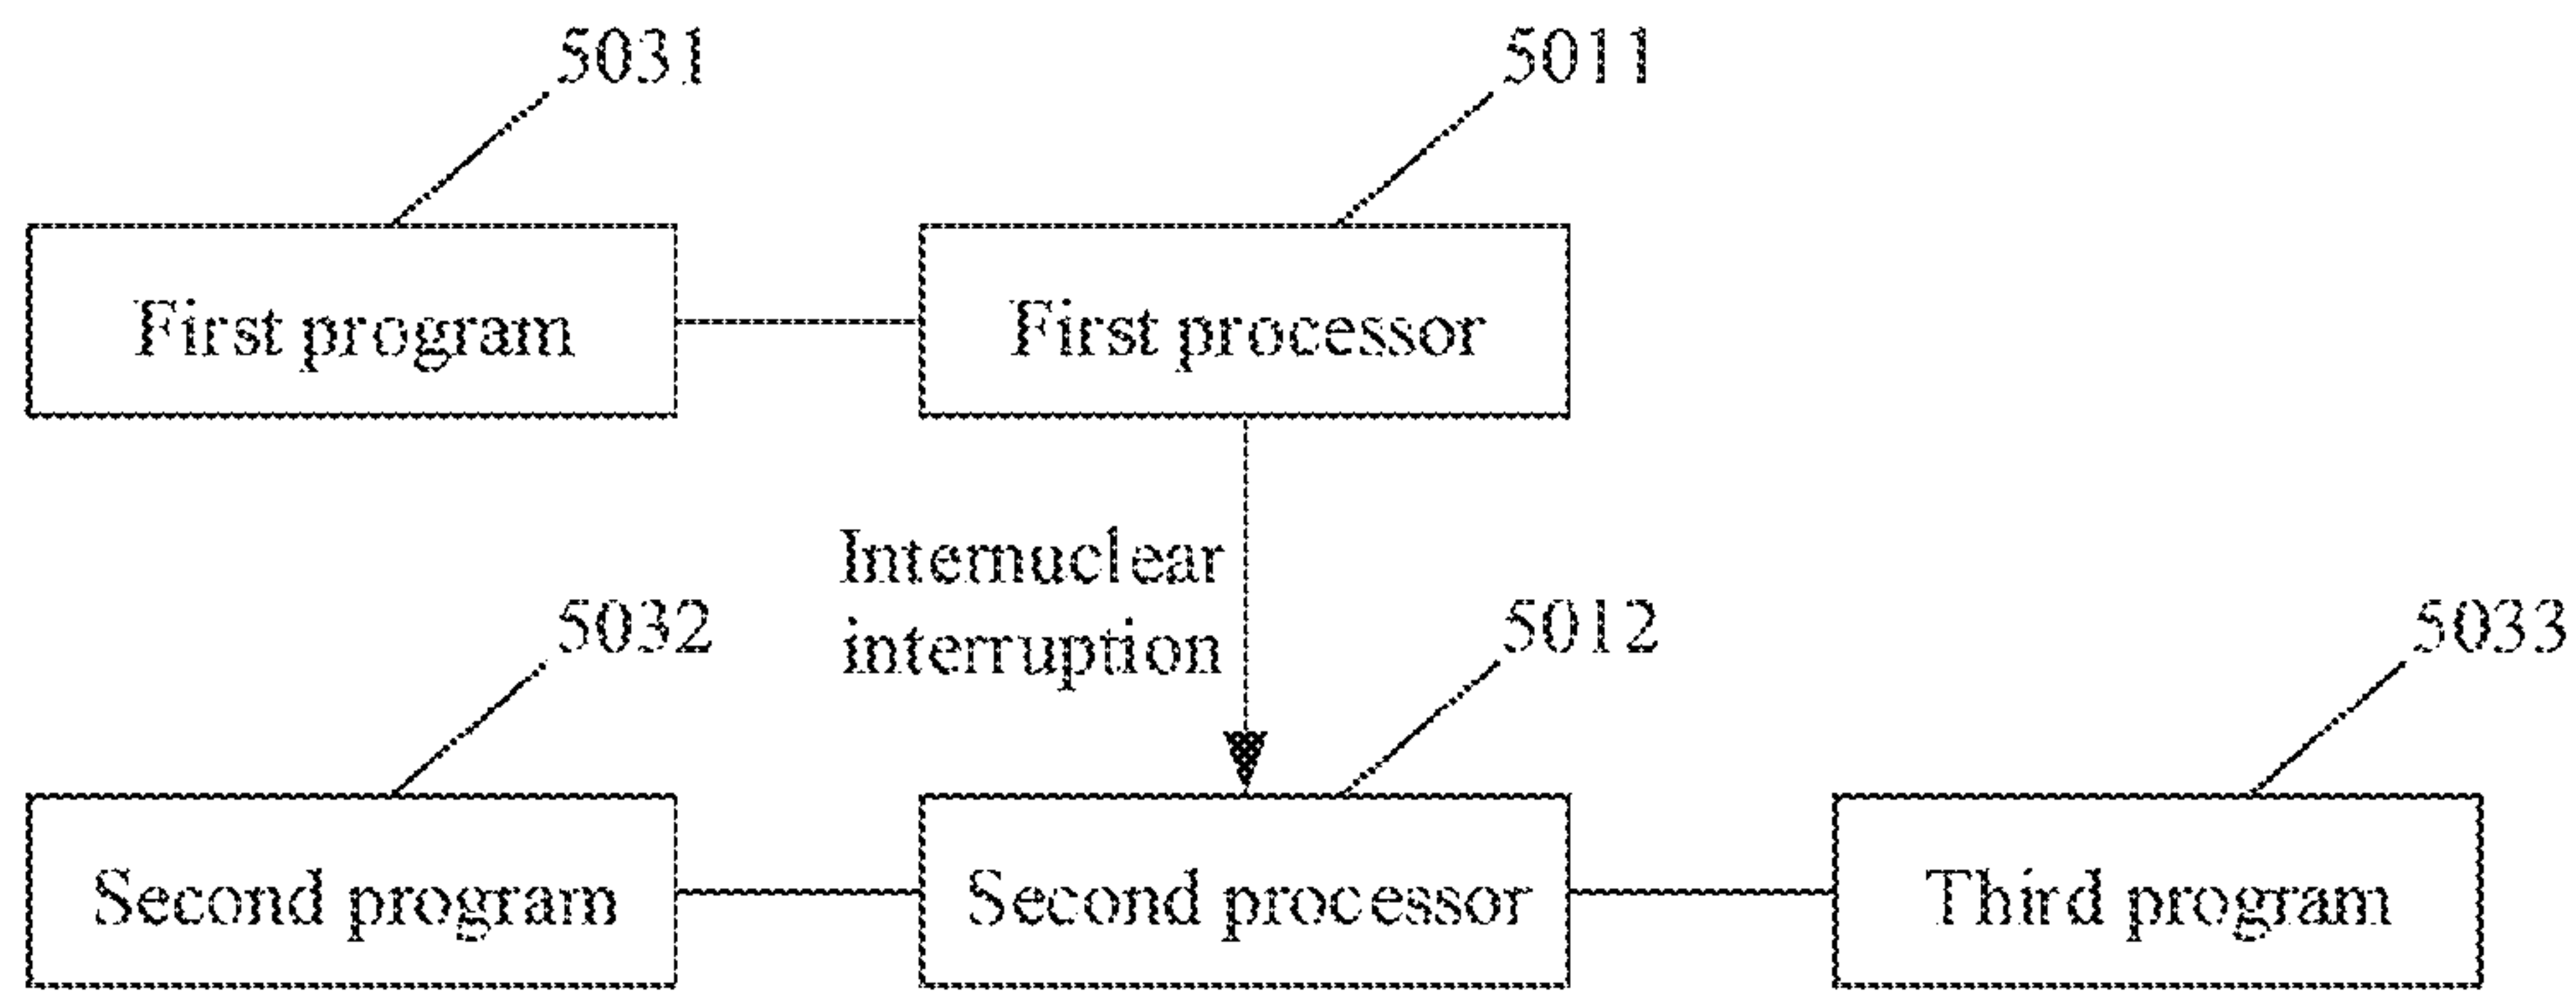 5031
5011
First program
First processor
Internuclear
interruption
5032
5012
5033
Second program
Second processor
Third program